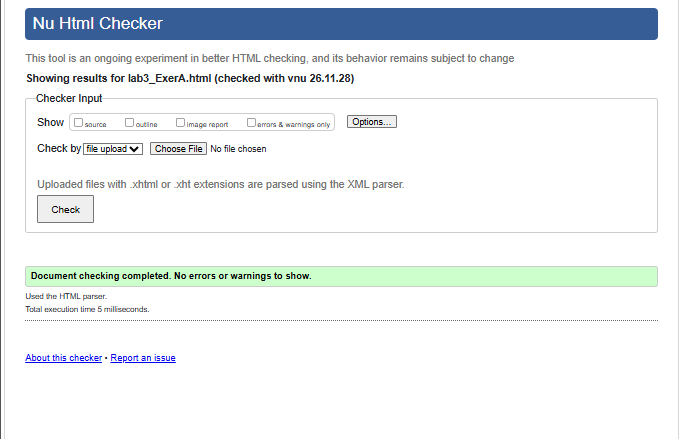 Nu Html Checker
This tool is an ongoing experiment in better HTML checking, and its behavior remains subject to change
Showing results for lab3_ExerA.html (checked with vnu 26.11.28)
Checker Input
Show source outline image report errors & warnings only Options...
Check by file upload Choose File No file chosen
Uploaded files with .xhtml or .xht extensions are parsed using the XML parser.
Check
Document checking completed. No errors or warnings to show.
Used the HTML parser.
Total execution time 5 milliseconds.
About this checker • Report an issue